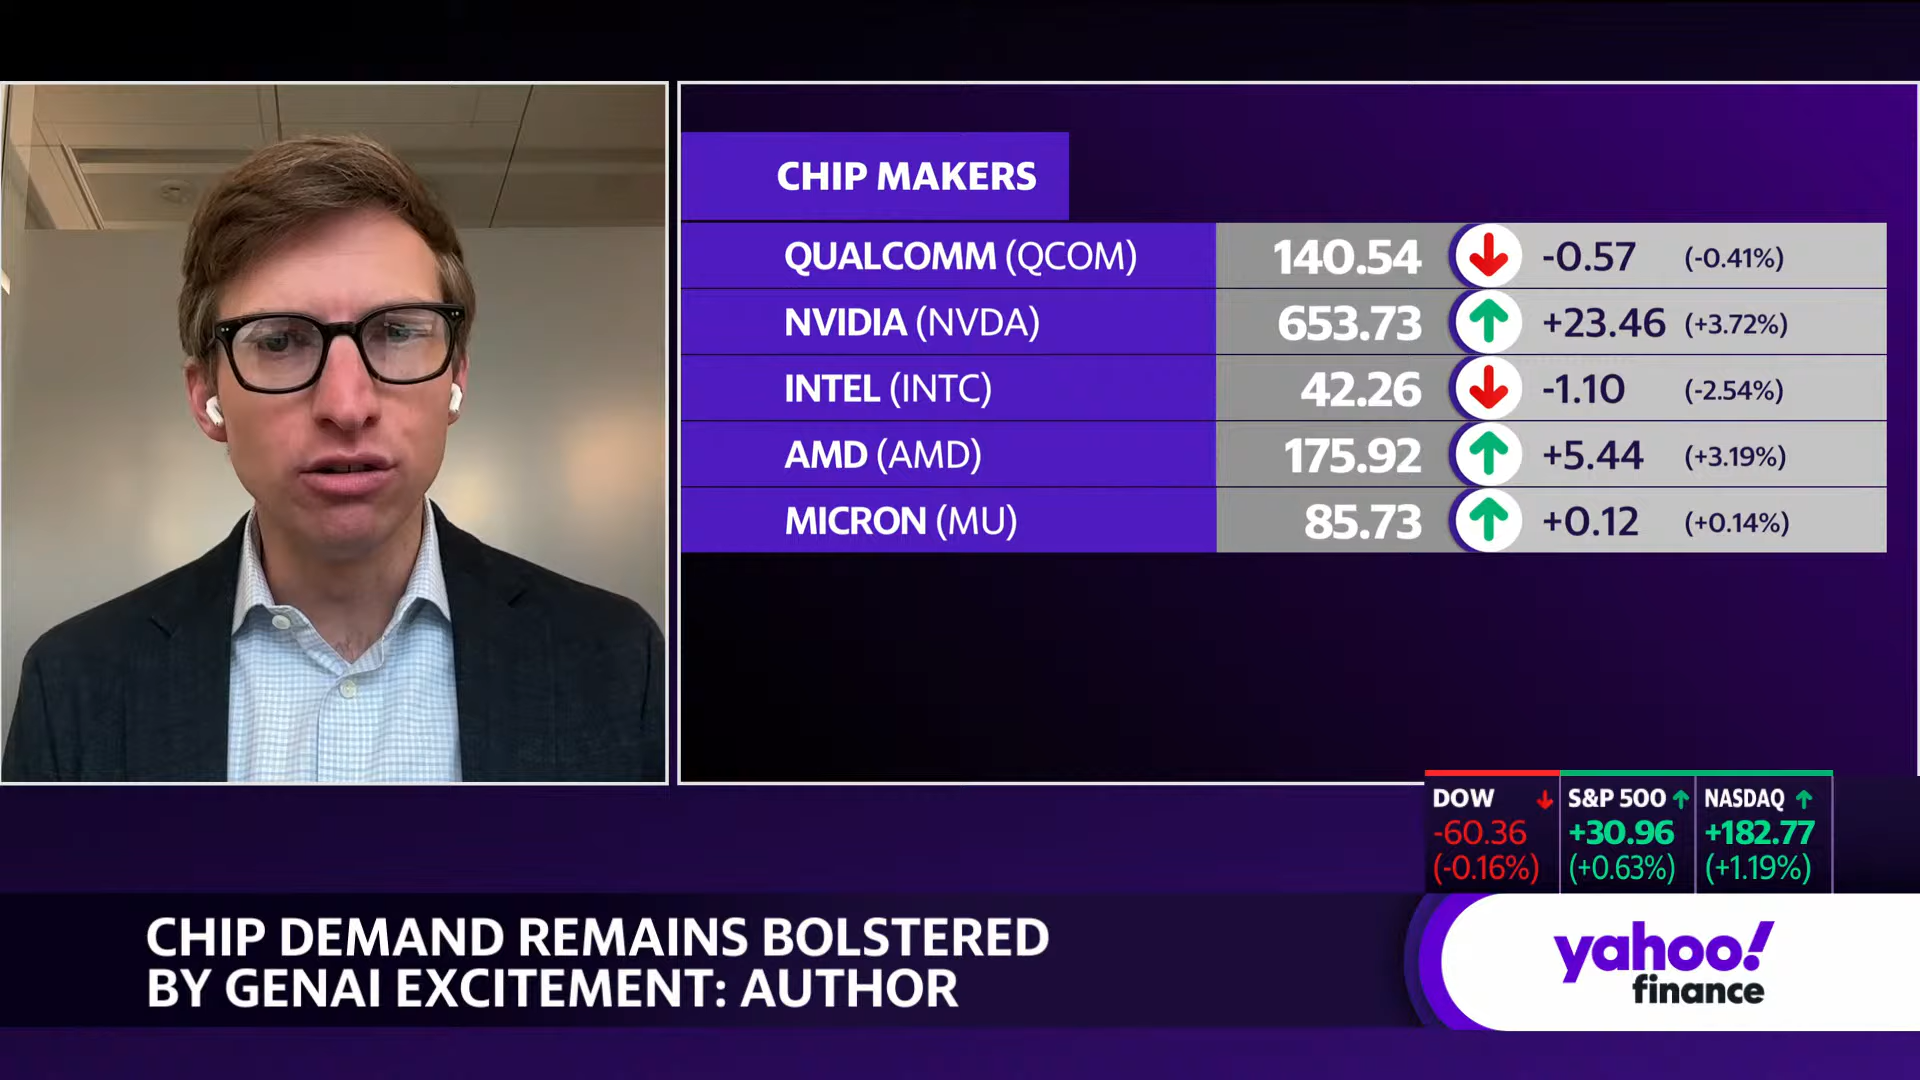 CHIP MAKERS
QUALCOMM (QCOM) 140.54 -0.57 (-0.41%)
NVIDIA (NVDA) 653.73 +23.46 (+3.72%)
INTEL (INTC) 42.26 -1.10 (-2.54%)
AMD (AMD) 175.92 +5.44 (+3.19%)
MICRON (MU) 85.73 +0.12 (+0.14%)
DOW S&P 500 NASDAQ
-60.36 +30.96 +182.77
(-0.16%) (+0.63%) (+1.19%)
CHIP DEMAND REMAINS BOLSTERED
BY GENAI EXCITEMENT: AUTHOR
yahoo!
finance